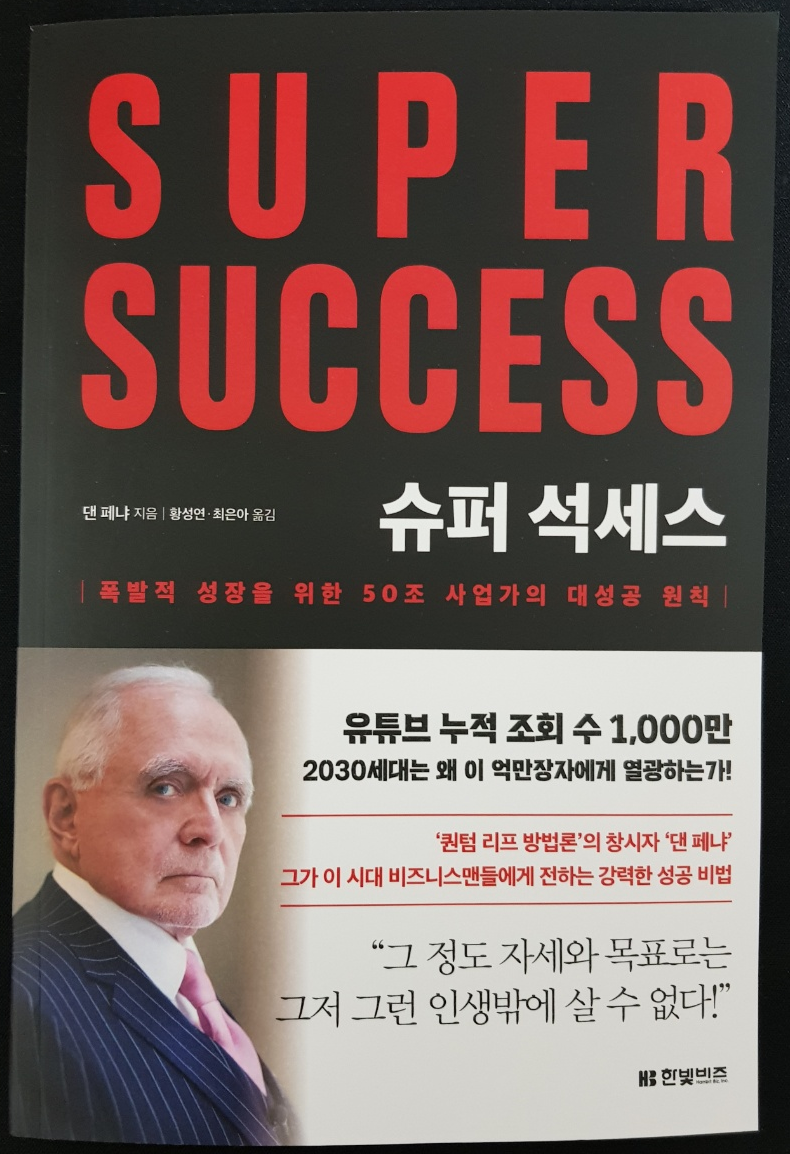 SUPER
SUCCESS
슈퍼 석세스
댄 페냐 지음 | 황성연·최은아 옮김
| 폭발적 성장을 위한 50조 사업가의 대성공 원칙 |
유튜브 누적 조회 수 1,000만
2030세대는 왜 이 억만장자에게 열광하는가!
‘퀀텀 리프 방법론’의 창시자 ‘댄 페냐’
그가 이 시대 비즈니스맨들에게 전하는 강력한 성공 비법
“그 정도 자세와 목표로는
그저 그런 인생밖에 살 수 없다!”
HB 한빛비즈
Hanbit Biz, Inc.